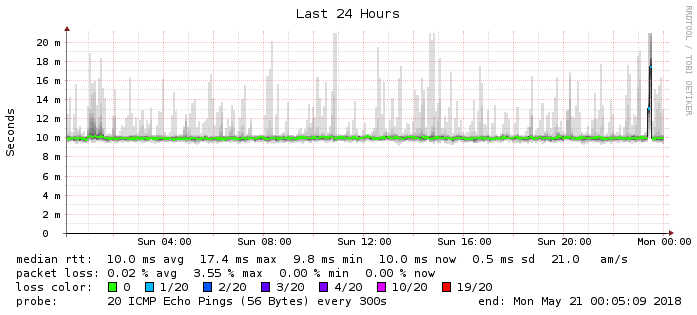 Last 24 Hours
RRDTOOL / TOBI OETIKER
Seconds
20 m
18 m
16 m
14 m
12 m
10 m
8 m
6 m
4 m
2 m
0
Sun 04:00 Sun 08:00 Sun 12:00 Sun 16:00 Sun 20:00 Mon 00:00
median rtt: 10.0 ms avg 17.4 ms max 9.8 ms min 10.0 ms now 0.5 ms sd 21.0 am/s
packet loss: 0.02 % avg 3.55 % max 0.00 % min 0.00 % now
loss color: 0 1/20 2/20 3/20 4/20 10/20 19/20
probe: 20 ICMP Echo Pings (56 Bytes) every 300s end: Mon May 21 00:05:09 2018